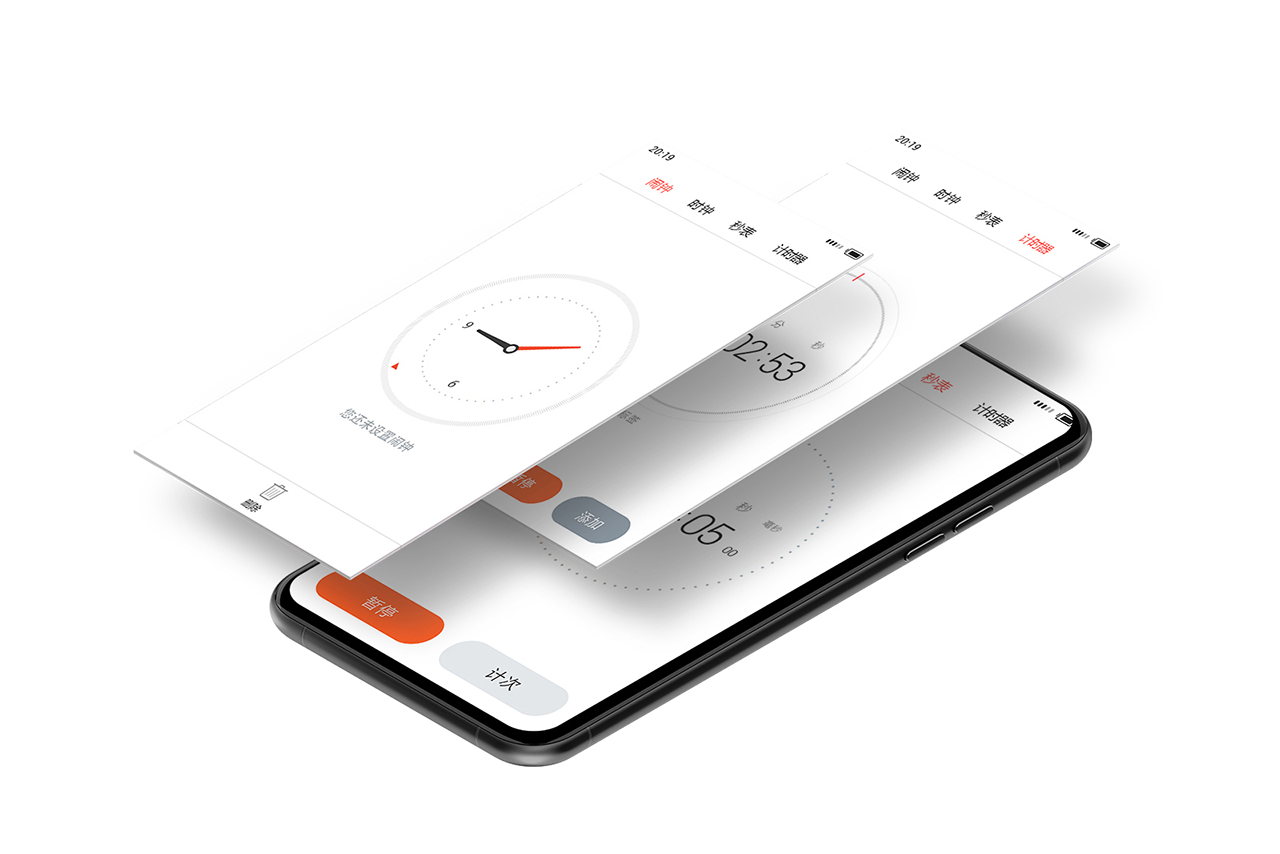 20:19
闹钟 时钟 秒表 计时器
9
6
您还未设置闹钟
删除
20:19
闹钟 时钟 秒表 计时器
分 秒
02:53
标签
暂停 添加
秒表 计时器
秒 毫秒
:05 00
暂停 计次